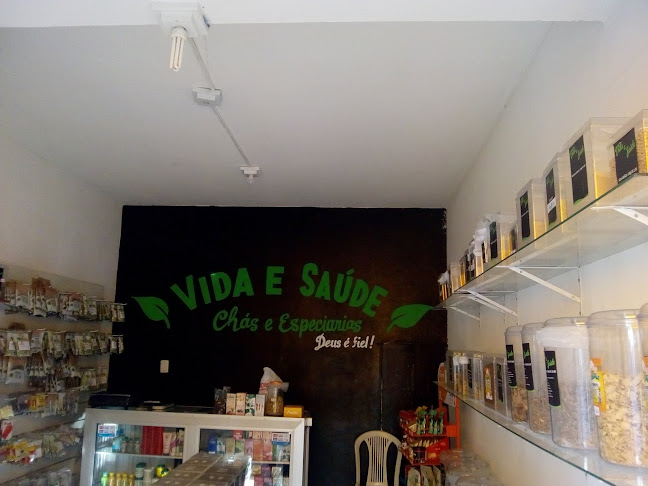 VIDA E SAÚDE
Chás e Especiarias
Deus é fiel!